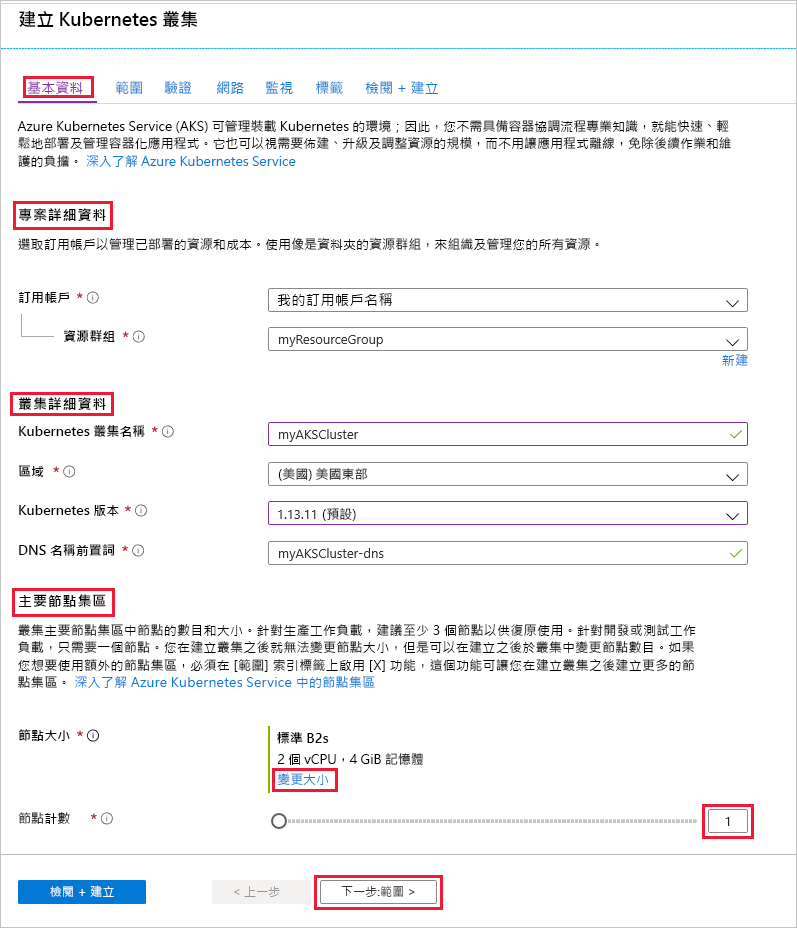 建立 Kubernetes 叢集
基本資料 範圍 驗證 網路 監視 標籤 檢閱 + 建立
Azure Kubernetes Service (AKS) 可管理裝載 Kubernetes 的環境；因此，您不需具備容器協調流程專業知識，就能快速、輕
鬆地部署及管理容器化應用程式。它也可以視需要佈建、升級及調整資源的規模，而不用讓應用程式離線，免除後續作業和維
護的負擔。 深入了解 Azure Kubernetes Service
專案詳細資料
選取訂用帳戶以管理已部署的資源和成本。使用像是資料夾的資源群組，來組織及管理您的所有資源。
訂用帳戶 * 我的訂用帳戶名稱
資源群組 * myResourceGroup
新建
叢集詳細資料
Kubernetes 叢集名稱 * myAKSCluster
區域 * (美國) 美國東部
Kubernetes 版本 * 1.13.11 (預設)
DNS 名稱前置詞 * myAKSCluster-dns
主要節點集區
叢集主要節點集區中節點的數目和大小。針對生產工作負載，建議至少 3 個節點以供復原使用。針對開發或測試工作
負載，只需要一個節點。您在建立叢集之後就無法變更節點大小，但是可以在建立之後於叢集中變更節點數目。如果
您想要使用額外的節點集區，必須在 [範圍] 索引標籤上啟用 [X] 功能，這個功能可讓您在建立叢集之後建立更多的節
點集區。 深入了解 Azure Kubernetes Service 中的節點集區
節點大小 * 標準 B2s
2 個 vCPU，4 GiB 記憶體
變更大小
節點計數 * 1
檢閱 + 建立 < 上一步 下一步:範圍 >